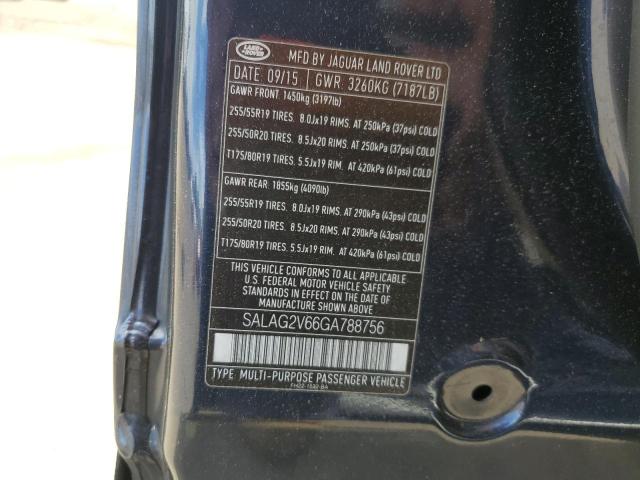 LAND ROVER
MFD BY JAGUAR LAND ROVER LTD
DATE: 09/15 GWR: 3260KG (7187LB)
GAWR FRONT: 1450kg (3197lb)
255/55R19 TIRES. 8.0Jx19 RIMS. AT 250kPa (37psi) COLD
255/50R20 TIRES. 8.5Jx20 RIMS. AT 250kPa (37psi) COLD
T175/80R19 TIRES. 5.5Jx19 RIM. AT 420kPa (61psi) COLD
GAWR REAR: 1855kg (4090lb)
255/55R19 TIRES. 8.0Jx19 RIMS. AT 290kPa (43psi) COLD
255/50R20 TIRES. 8.5Jx20 RIMS. AT 290kPa (43psi) COLD
T175/80R19 TIRES. 5.5Jx19 RIM. AT 420kPa (61psi) COLD
THIS VEHICLE CONFORMS TO ALL APPLICABLE
U.S. FEDERAL MOTOR VEHICLE SAFETY
STANDARDS IN EFFECT ON THE DATE OF
MANUFACTURE SHOWN ABOVE.
SALAG2V66GA788756
TYPE: MULTI-PURPOSE PASSENGER VEHICLE